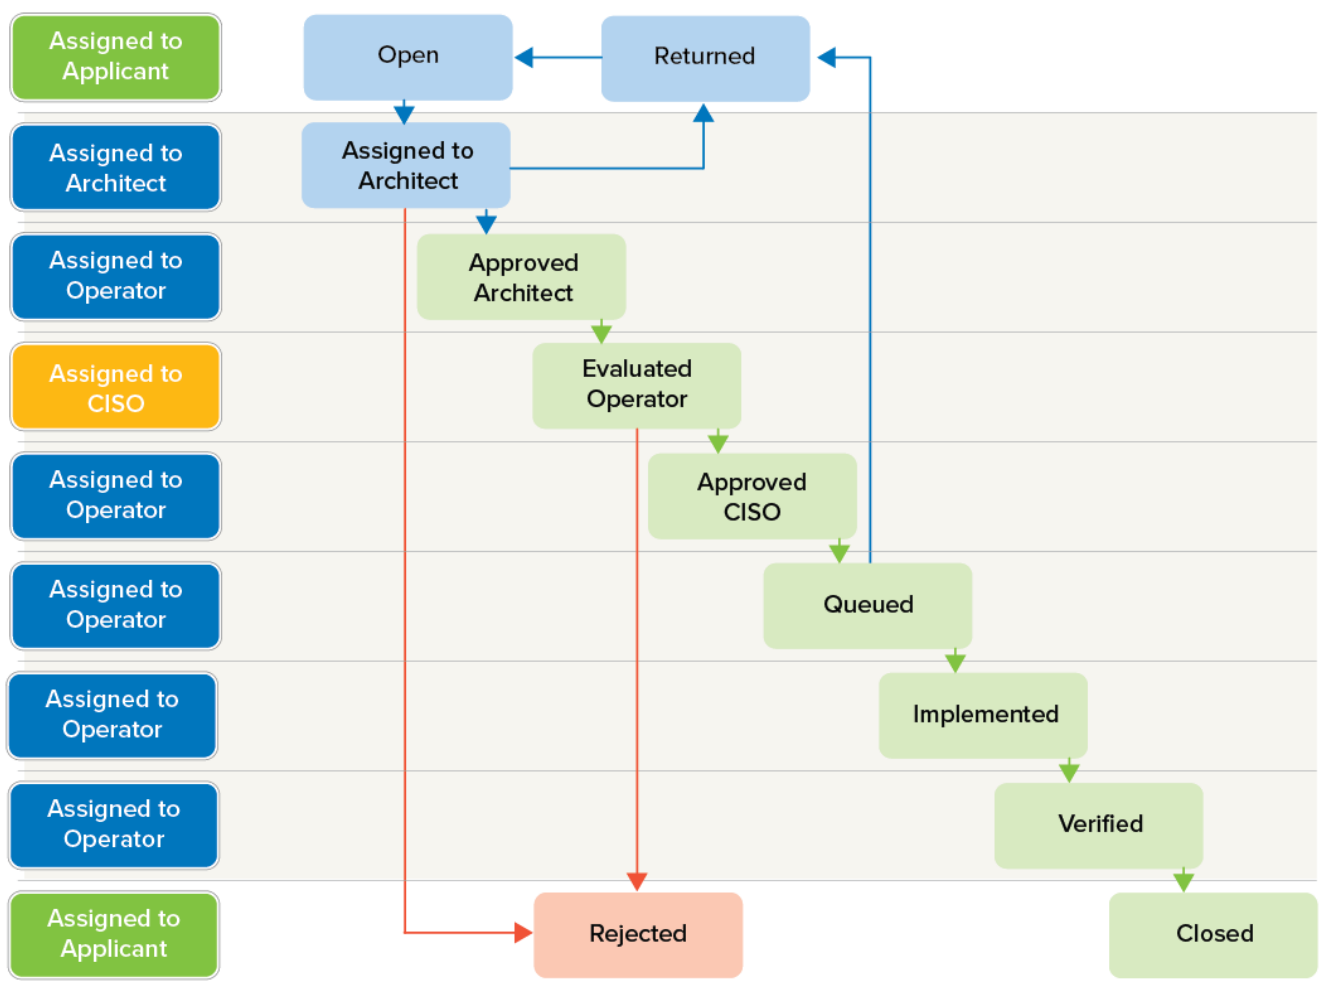 Assigned to
Applicant
Open
Returned
Assigned to
Architect
Assigned to
Architect
Assigned to
Operator
Approved
Architect
Assigned to
CISO
Evaluated
Operator
Assigned to
Operator
Approved
CISO
Assigned to
Operator
Queued
Assigned to
Operator
Implemented
Assigned to
Operator
Verified
Assigned to
Applicant
Rejected
Closed